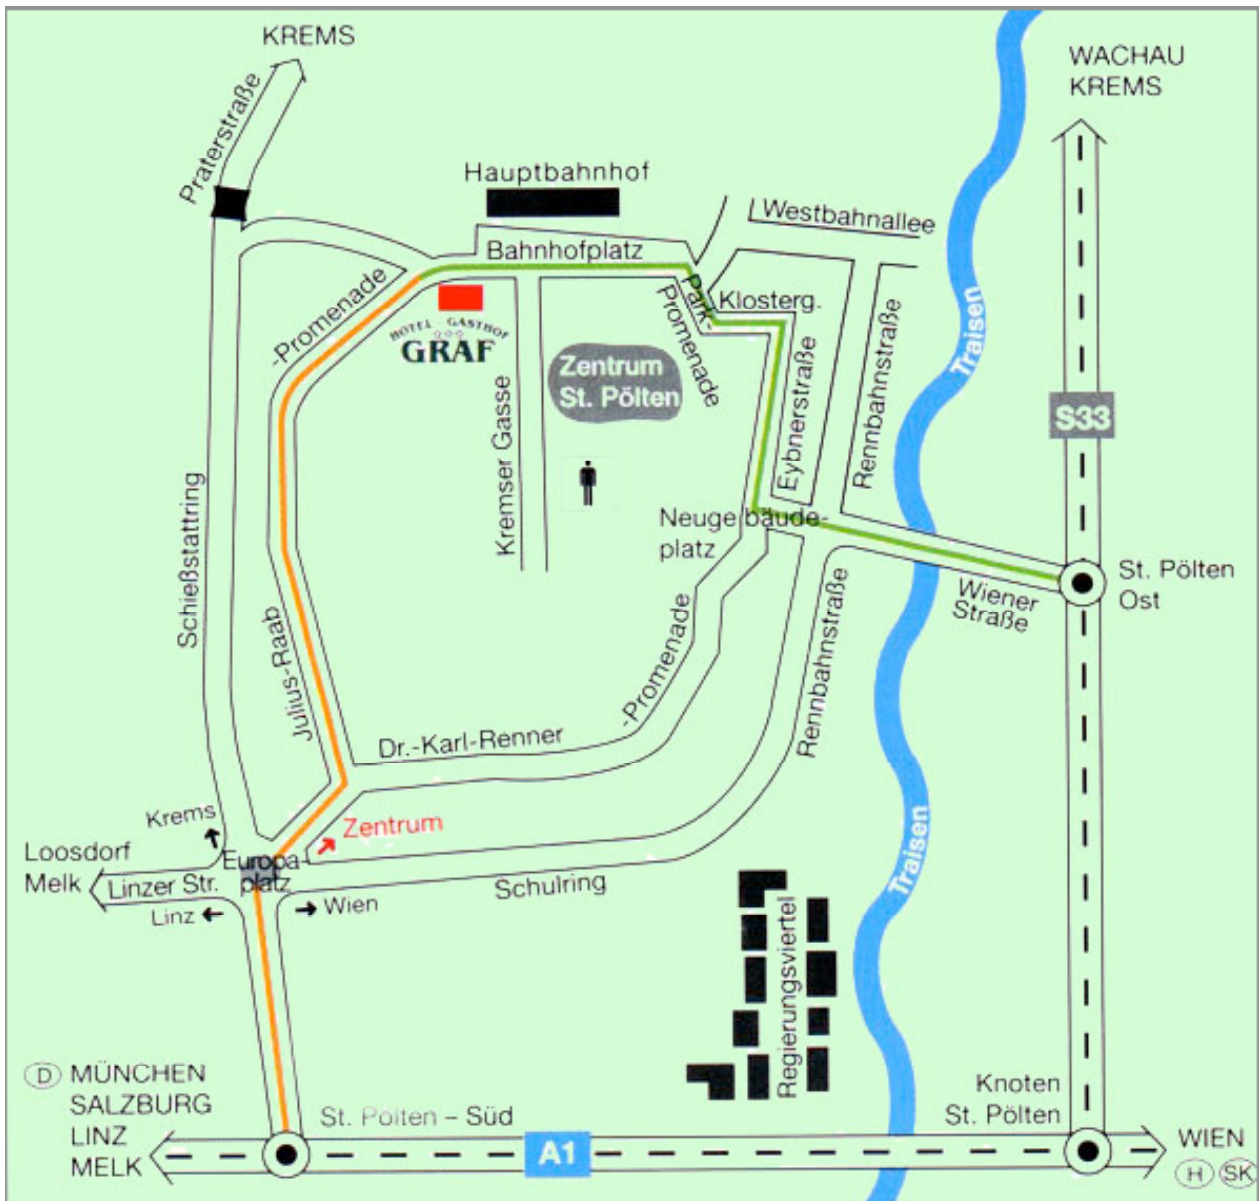 KREMS
WACHAU
KREMS
Praterstraße
Hauptbahnhof
Westbahnallee
Bahnhofplatz
-Promenade
Park-
Promenade
Klosterg.
HOTEL GASTHOF
GRAF
Zentrum
St. Pölten
Kremser Gasse
Eybnerstraße
Rennbahnstraße
Traisen
S33
Schießstattring
Neugebäude-
platz
St. Pölten
Ost
Wiener
Straße
Julius-Raab
-Promenade
Rennbahnstraße
Dr.-Karl-Renner
Krems
Zentrum
Loosdorf
Melk
Linzer Str.
Europa-
platz
Schulring
Linz
Wien
Traisen
Regierungsviertel
D MÜNCHEN
SALZBURG
LINZ
MELK
St. Pölten – Süd
A1
Knoten
St. Pölten
WIEN
H SK